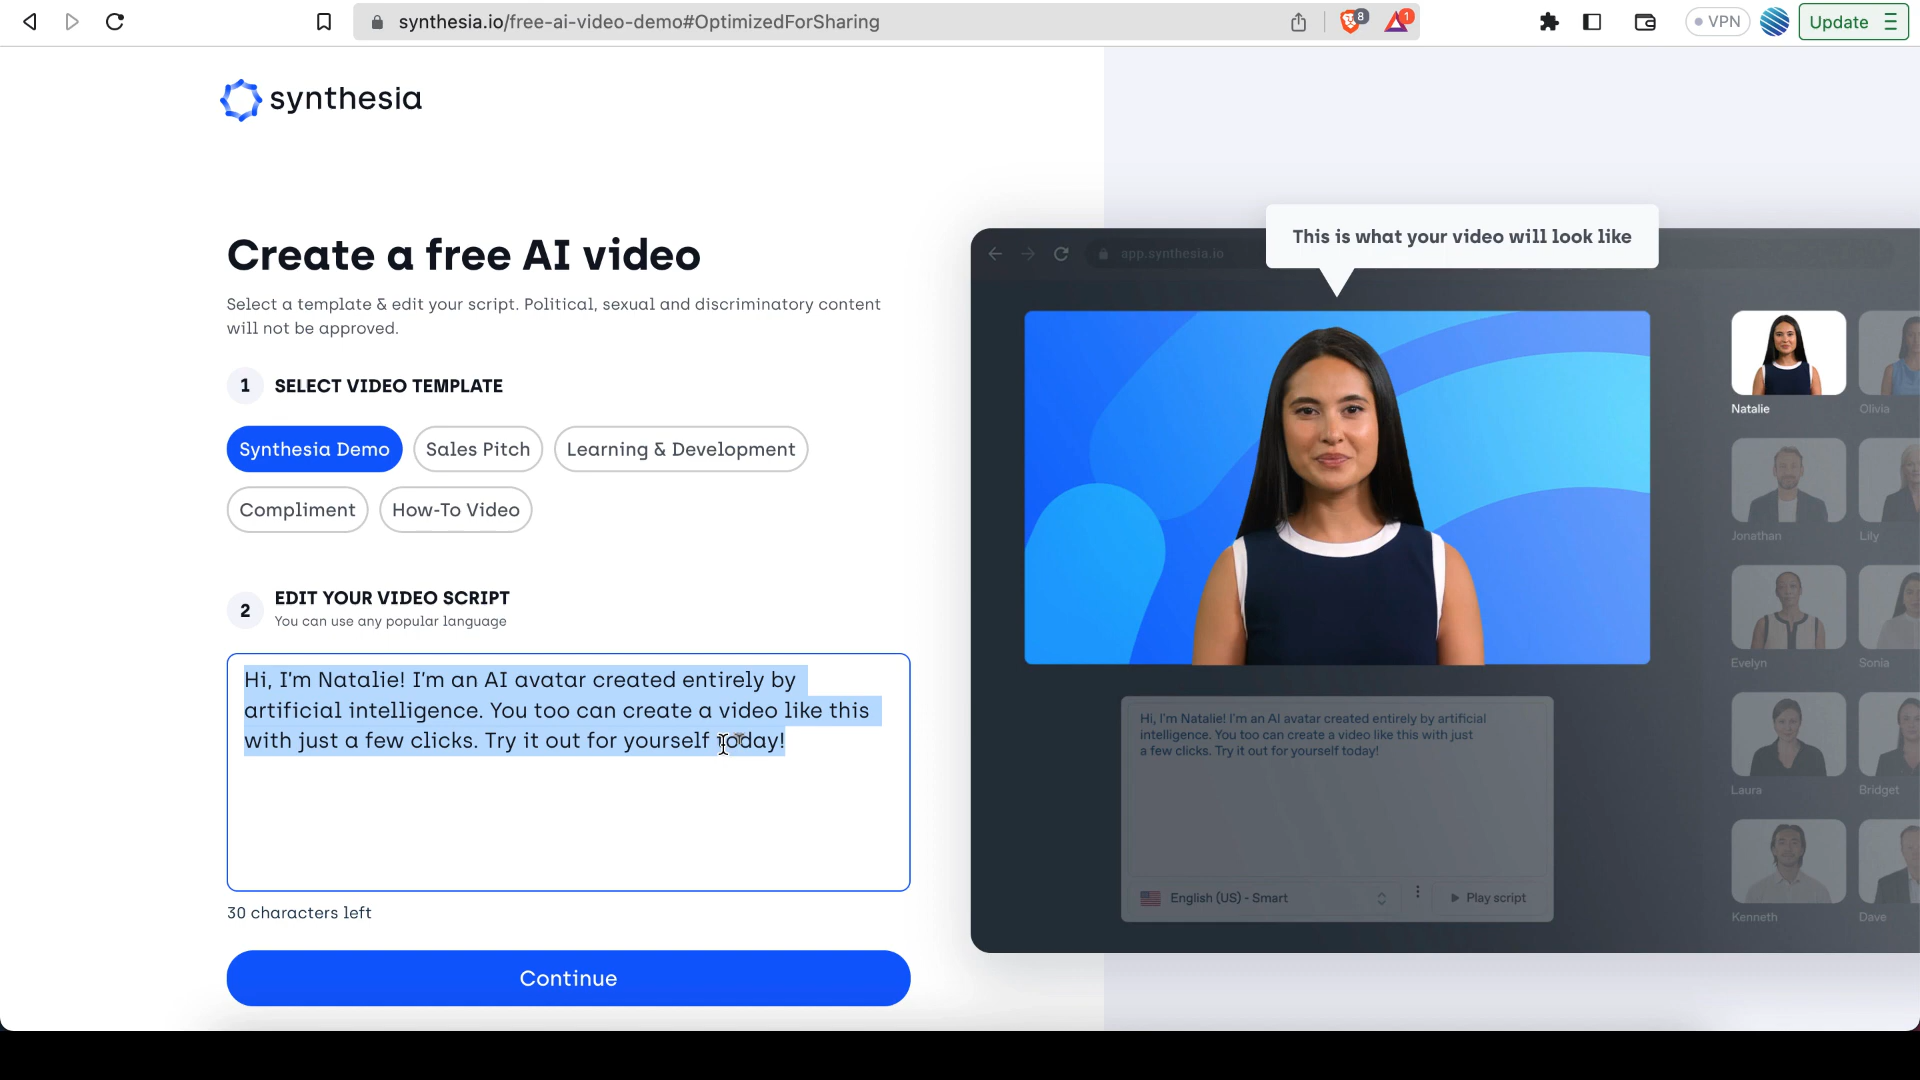 synthesia.io/free-ai-video-demo#OptimizedForSharing
8
1
VPN
Update
synthesia
Create a free AI video
Select a template & edit your script. Political, sexual and discriminatory content
will not be approved.
1 SELECT VIDEO TEMPLATE
Synthesia Demo
Sales Pitch
Learning & Development
Compliment
How-To Video
2 EDIT YOUR VIDEO SCRIPT
You can use any popular language
Hi, I'm Natalie! I'm an AI avatar created entirely by
artificial intelligence. You too can create a video like this
with just a few clicks. Try it out for yourself today!
30 characters left
Continue
This is what your video will look like
app.synthesia.io
Natalie
Olivia
Jonathan
Lily
Evelyn
Sonia
Laura
Bridget
Kenneth
Dave
Hi, I'm Natalie! I'm an AI avatar created entirely by artificial
intelligence. You too can create a video like this with just
a few clicks. Try it out for yourself today!
English (US) - Smart
Play script